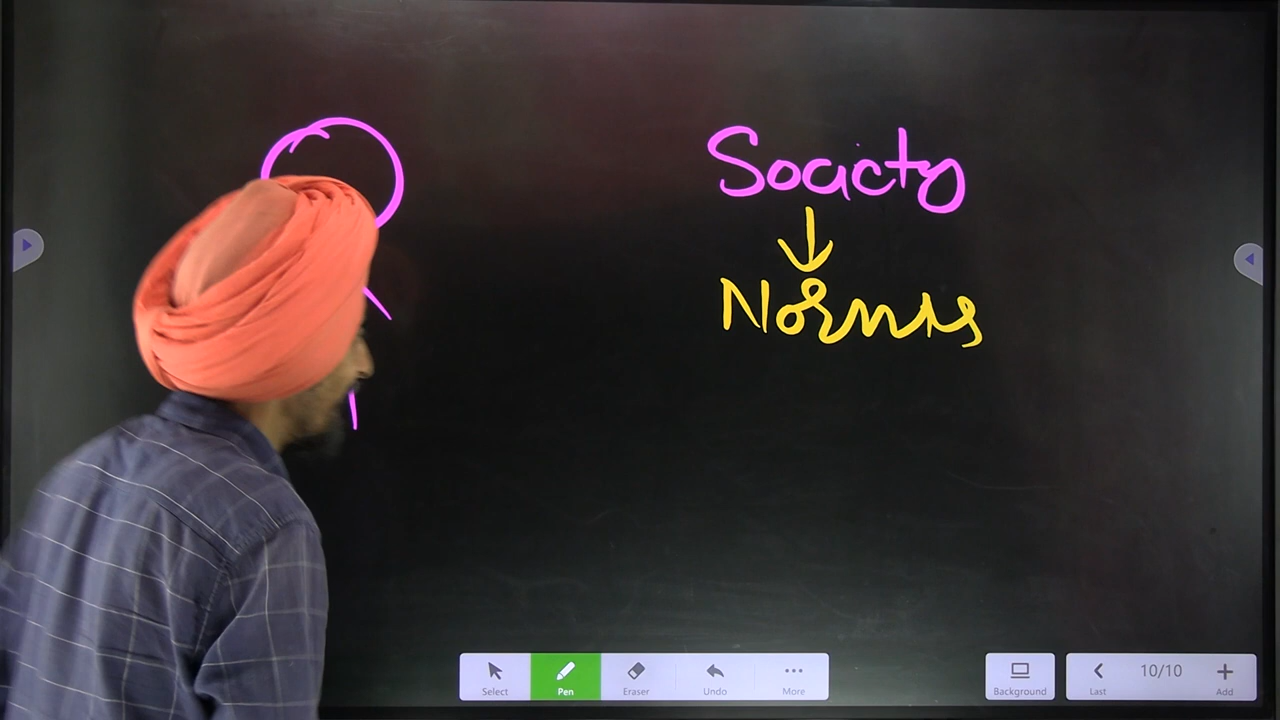 Society
Norms
Select
Pen
Eraser
Undo
More
Background
Last
10/10
Add